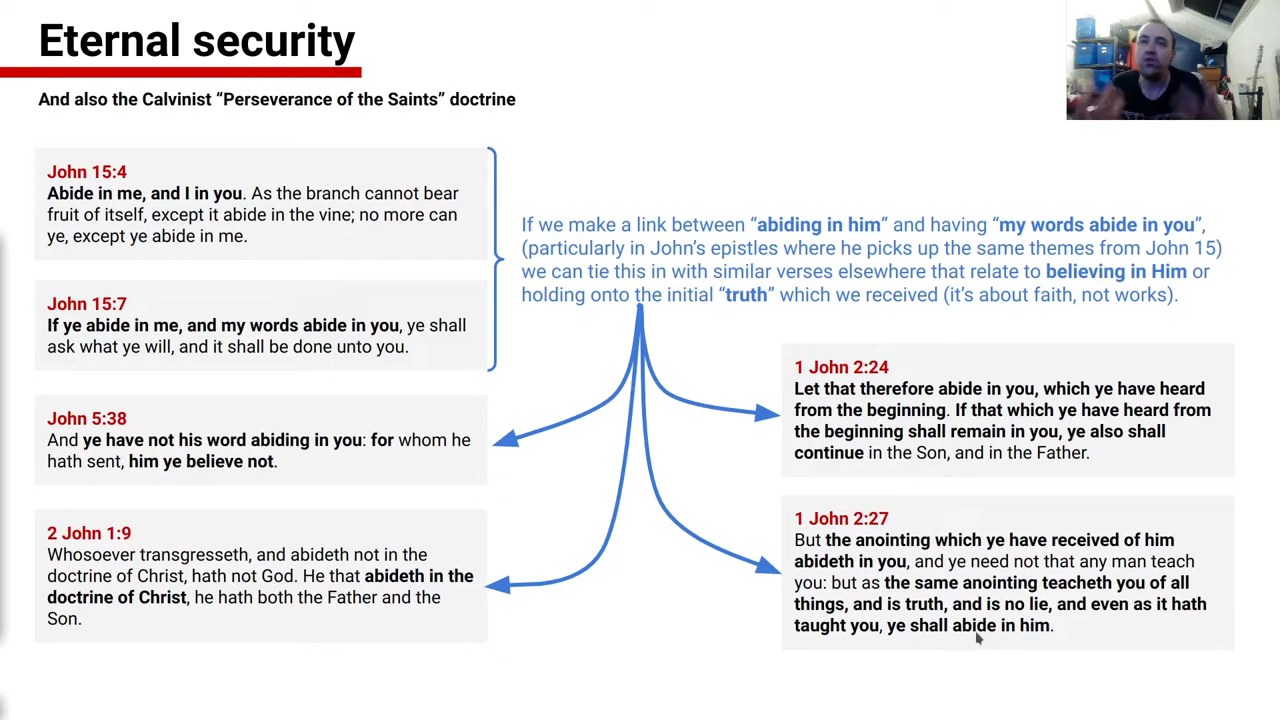 Eternal security
And also the Calvinist “Perseverance of the Saints” doctrine
John 15:4
Abide in me, and I in you. As the branch cannot bear
fruit of itself, except it abide in the vine; no more can
ye, except ye abide in me.
John 15:7
If ye abide in me, and my words abide in you, ye shall
ask what ye will, and it shall be done unto you.
If we make a link between “abiding in him” and having “my words abide in you”,
(particularly in John’s epistles where he picks up the same themes from John 15)
we can tie this in with similar verses elsewhere that relate to believing in Him or
holding onto the initial “truth” which we received (it’s about faith, not works).
John 5:38
And ye have not his word abiding in you: for whom he
hath sent, him ye believe not.
2 John 1:9
Whosoever transgresseth, and abideth not in the
doctrine of Christ, hath not God. He that abideth in the
doctrine of Christ, he hath both the Father and the
Son.
1 John 2:24
Let that therefore abide in you, which ye have heard
from the beginning. If that which ye have heard from
the beginning shall remain in you, ye also shall
continue in the Son, and in the Father.
1 John 2:27
But the anointing which ye have received of him
abideth in you, and ye need not that any man teach
you: but as the same anointing teacheth you of all
things, and is truth, and is no lie, and even as it hath
taught you, ye shall abide in him.